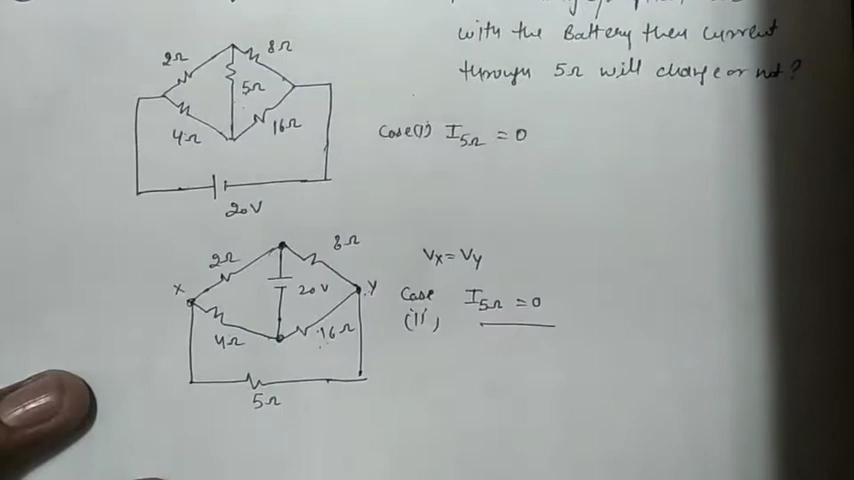 with the Battery then current
through 5Ω will change or not?
2Ω
8Ω
5Ω
4Ω
16Ω
20V
Case(i) I5Ω = 0
2Ω
8Ω
X
20V
Y
4Ω
16Ω
5Ω
Vx = Vy
Case (ii) I5Ω = 0